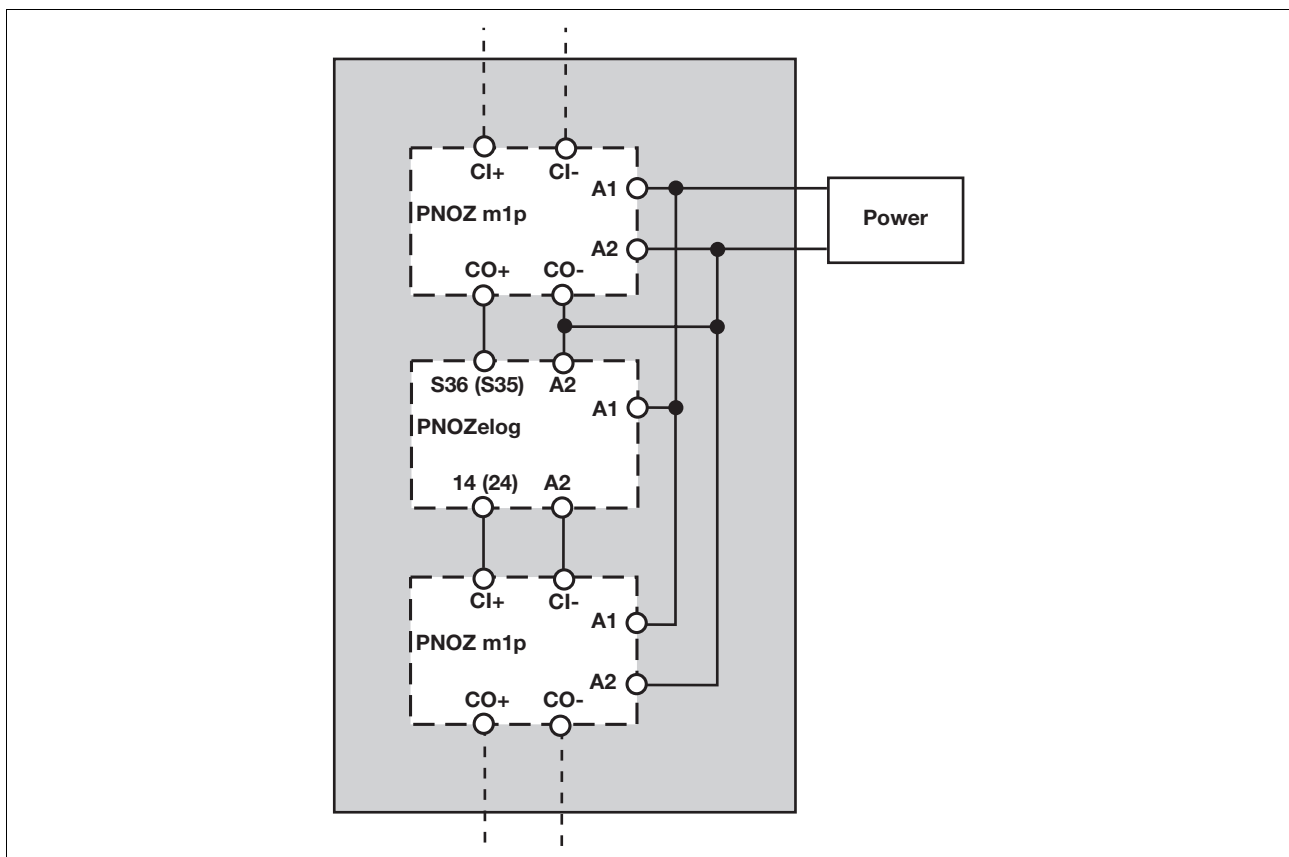 CI+ CI-
A1
PNOZ m1p
Power
A2
CO+ CO-
S36 (S35) A2
A1
PNOZelog
14 (24) A2
CI+ CI-
A1
PNOZ m1p
A2
CO+ CO-